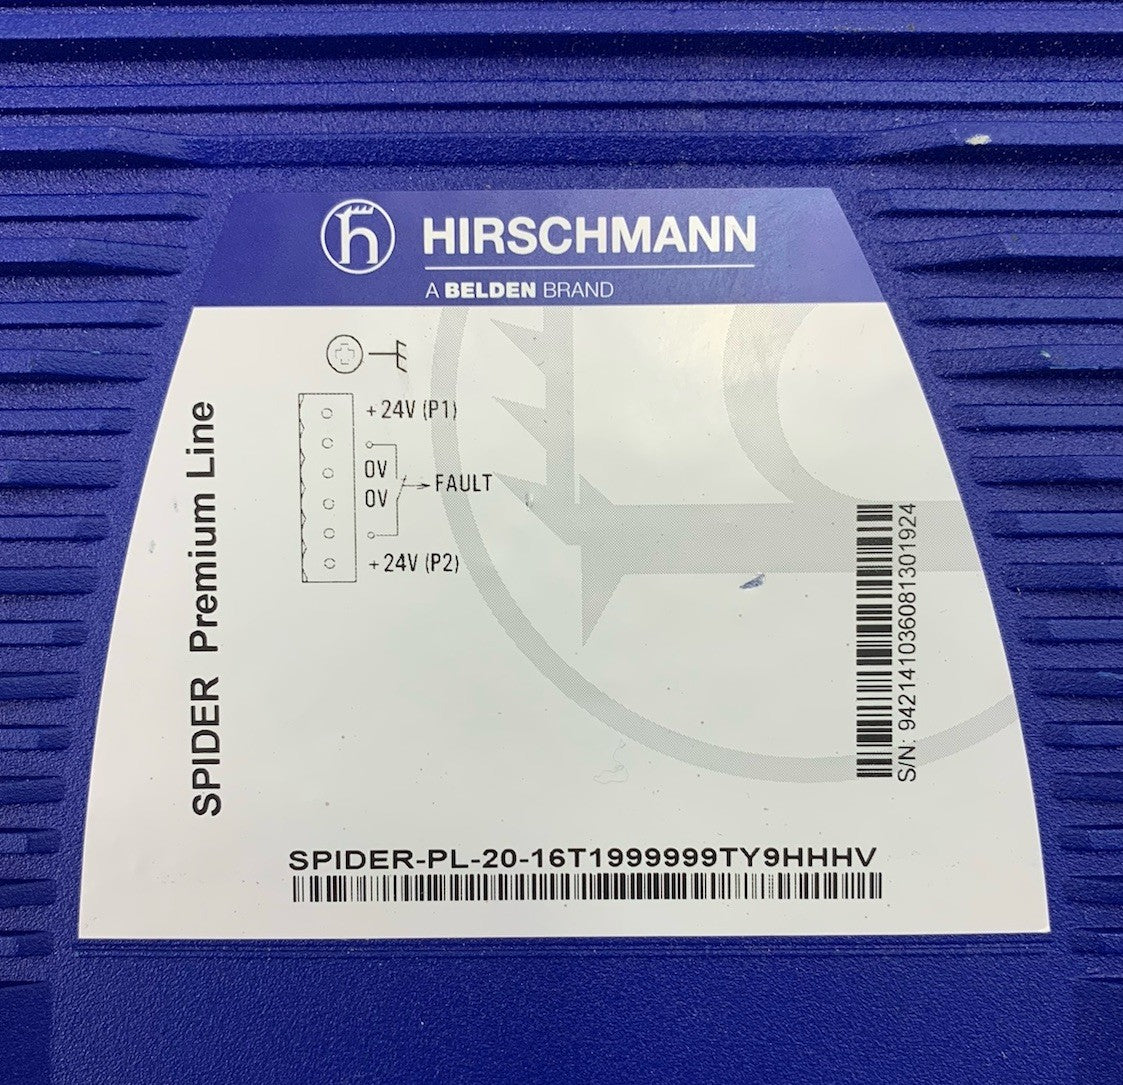 HIRSCHMANN
A BELDEN BRAND
SPIDER Premium Line
+24V (P1)
0V
0V
FAULT
+24V (P2)
S/N: 942141036081301924
SPIDER-PL-20-16T1999999TY9HHHV